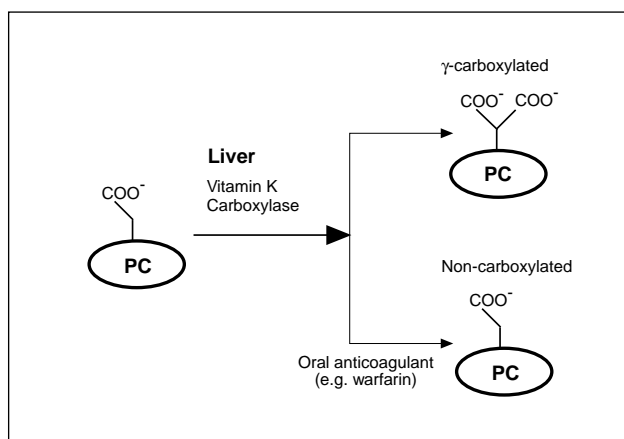 γ-carboxylated
COO- COO-
PC
Liver
Vitamin K
Carboxylase
COO-
PC
Non-carboxylated
COO-
PC
Oral anticoagulant
(e.g. warfarin)